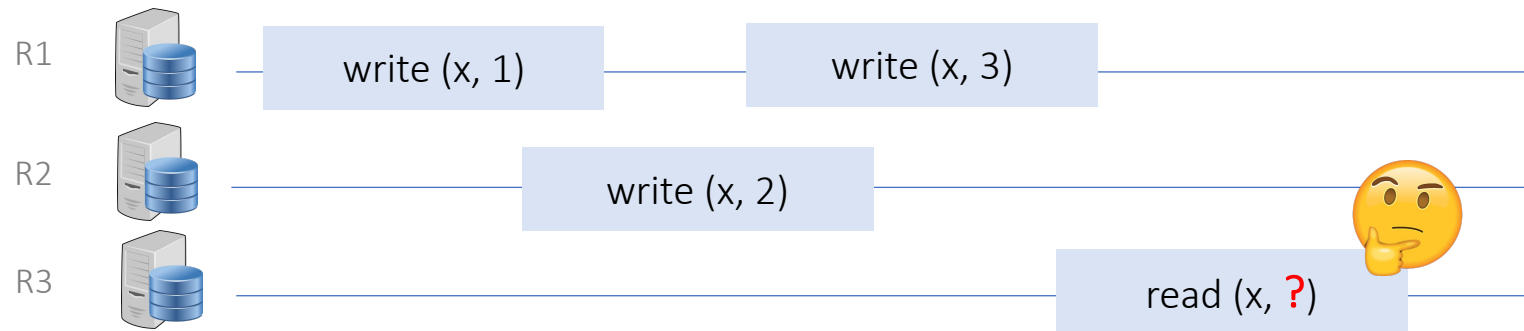 R1
write (x, 1)
write (x, 3)
R2
write (x, 2)
R3
read (x, ?)